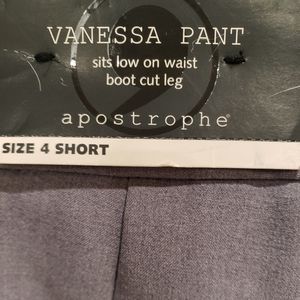 VANESSA PANT
sits low on waist
boot cut leg
apostrophe®
SIZE 4 SHORT